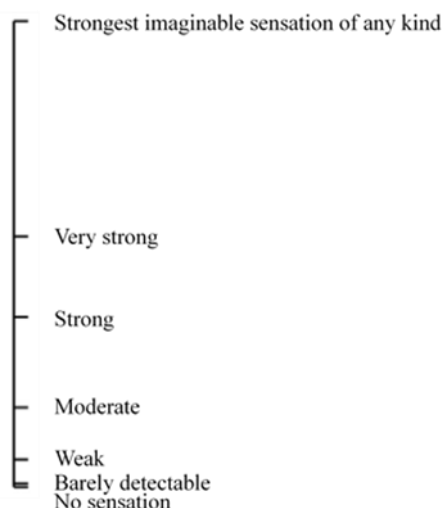 Strongest imaginable sensation of any kind
Very strong
Strong
Moderate
Weak
Barely detectable
No sensation